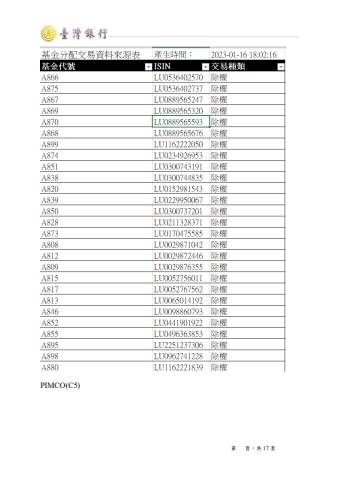 臺灣銀行
基金分配交易資料來源表 產生時間： 2023-01-16 18:02:16
基金代號 ISIN 交易種類
A866 LU0536402570 除權
A875 LU0536402737 除權
A867 LU0889565247 除權
A869 LU0889565320 除權
A870 LU0889565593 除權
A868 LU0889565676 除權
A899 LU1162222050 除權
A874 LU0234926953 除權
A851 LU0300743191 除權
A838 LU0300744835 除權
A820 LU0152981543 除權
A839 LU0229950067 除權
A850 LU0300737201 除權
A828 LU0211328371 除權
A873 LU0170475585 除權
A808 LU0029871042 除權
A812 LU0029872446 除權
A809 LU0029876355 除權
A815 LU0052756011 除權
A817 LU0052767562 除權
A813 LU0065014192 除權
A846 LU0098860793 除權
A852 LU0441901922 除權
A855 LU0496363853 除權
A895 LU2251237306 除權
A898 LU0962741228 除權
A880 LU1162221839 除權
PIMCO(C5)
第 頁，共 17 頁